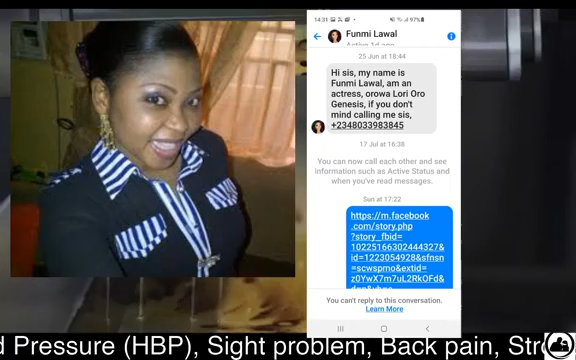 14:31
97%
Funmi Lawal
Active 1d ago
25 Jun at 18:44
Hi sis, my name is
Funmi Lawal, am an
actress, orowa Lori Oro
Genesis, if you don't
mind calling me sis,
+2348033983845
17 Jul at 16:38
You can now call each other and see
information such as Active Status and
when you've read messages.
Sun at 17:22
https://m.facebook
.com/story.php
?story_fbid=
10225166302444327&
id=1223054928&sfnsn
=scwspmo&extid=
z0YwX7m7uL2RkOFd&
You can't reply to this conversation.
Learn More
d Pressure (HBP), Sight problem, Back pain, Stro